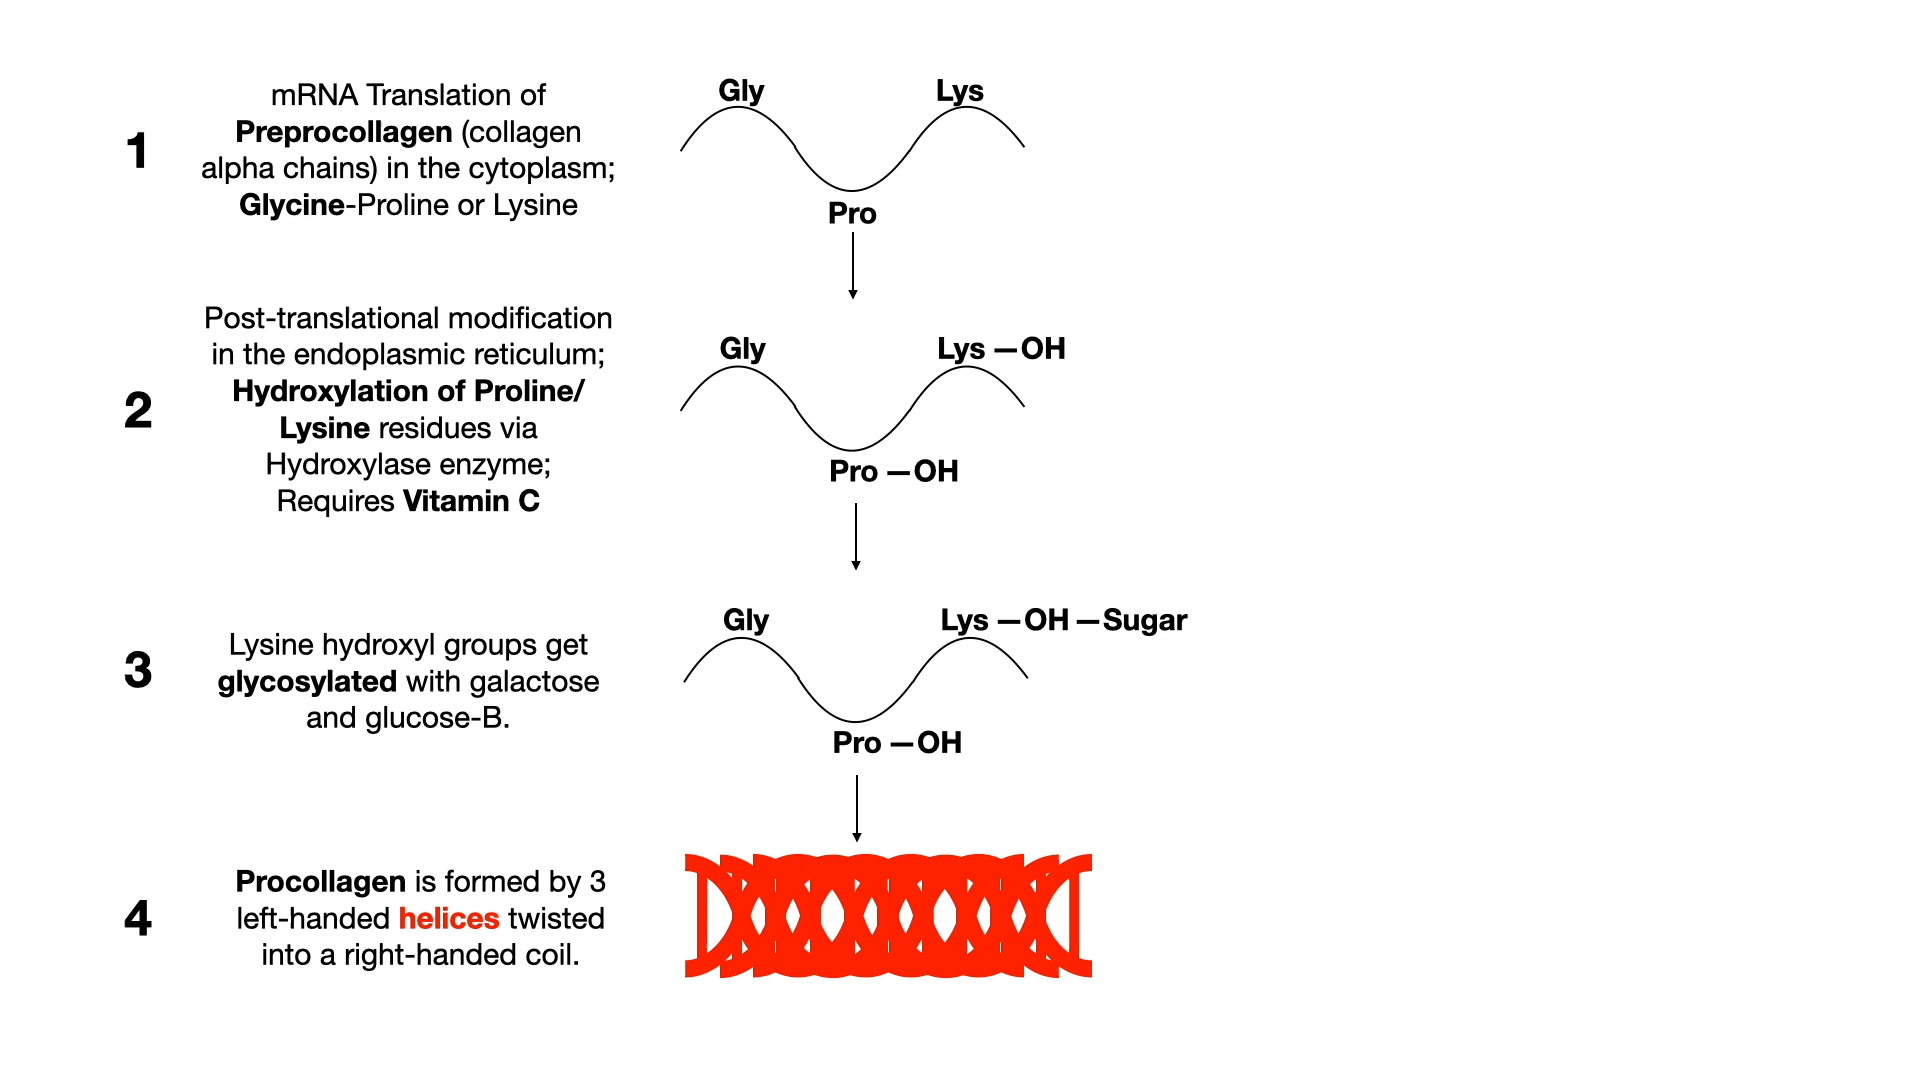 1
mRNA Translation of
Preprocollagen (collagen
alpha chains) in the cytoplasm;
Glycine-Proline or Lysine
Gly
Lys
Pro
2
Post-translational modification
in the endoplasmic reticulum;
Hydroxylation of Proline/
Lysine residues via
Hydroxylase enzyme;
Requires Vitamin C
Gly
Lys — OH
Pro — OH
3
Lysine hydroxyl groups get
glycosylated with galactose
and glucose-B.
Gly
Lys — OH — Sugar
Pro — OH
4
Procollagen is formed by 3
left-handed helices twisted
into a right-handed coil.